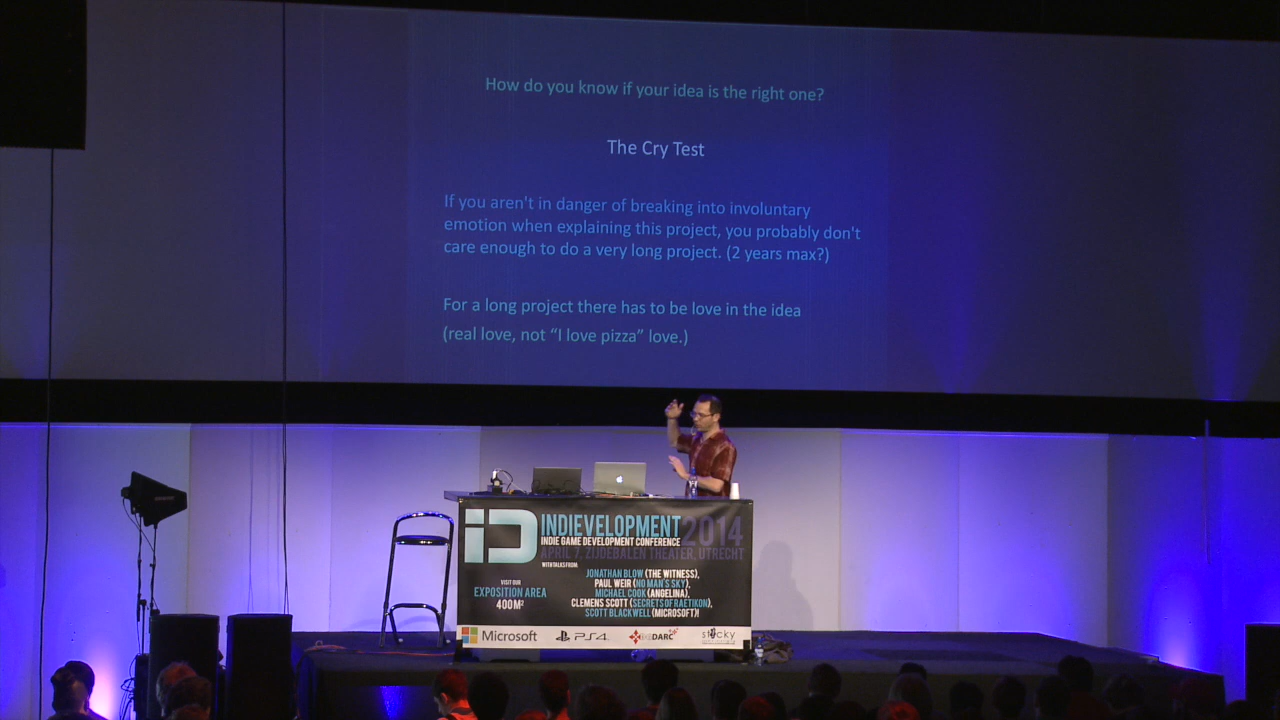 How do you know if your idea is the right one?
The Cry Test
If you aren't in danger of breaking into involuntary
emotion when explaining this project, you probably don't
care enough to do a very long project. (2 years max?)
For a long project there has to be love in the idea
(real love, not “I love pizza” love.)
iD
INDIEVELOPMENT 2014
INDIE GAME DEVELOPMENT CONFERENCE
APRIL 7, ZIJDEBALEN THEATER, UTRECHT
WITH TALKS FROM:
JONATHAN BLOW (THE WITNESS),
PAUL WEIR (NO MAN'S SKY),
MICHAEL COOK (ANGELINA),
CLEMENS SCOTT (SECRETS OF RAETIKON),
SCOTT BLACKWELL (MICROSOFT)!
VISIT OUR
EXPOSITION AREA
400M²
Microsoft
PS4
DARC